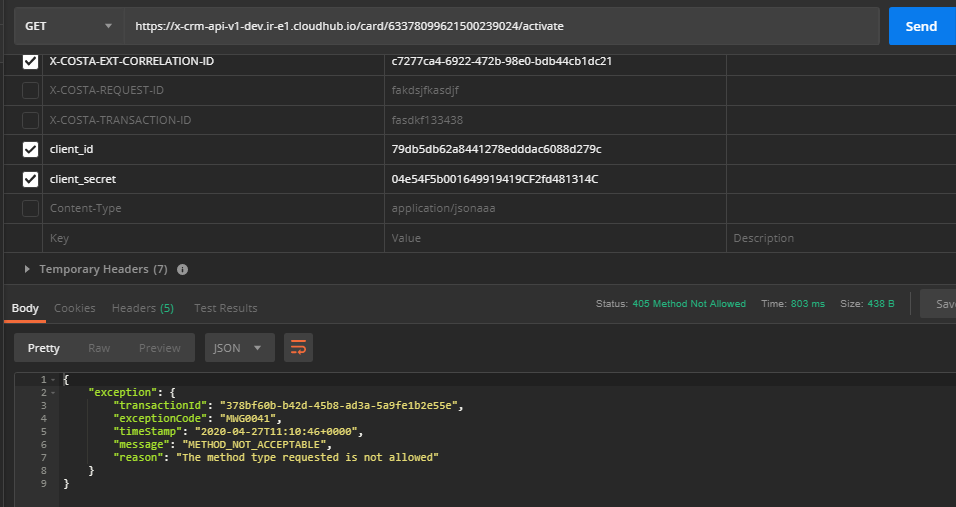 GET https://x-crm-api-v1-dev.ir-e1.cloudhub.io/card/63378099621500239024/activate Send
X-COSTA-EXT-CORRELATION-ID c7277ca4-6922-472b-98e0-bdb44cb1dc21
X-COSTA-REQUEST-ID fakdsjfkasdjf
X-COSTA-TRANSACTION-ID fasdkf133438
client_id 79db5db62a8441278edddac6088d279c
client_secret 04e54F5b001649919419CF2fd481314C
Content-Type application/jsonaaa
Key Value Description
Temporary Headers (7)
Body Cookies Headers (5) Test Results Status: 405 Method Not Allowed Time: 803 ms Size: 438 B Sav
Pretty Raw Preview JSON
1 {
2 "exception": {
3 "transactionId": "378bf60b-b42d-45b8-ad3a-5a9fe1b2e55e",
4 "exceptionCode": "MWG0041",
5 "timeStamp": "2020-04-27T11:10:46+0000",
6 "message": "METHOD_NOT_ACCEPTABLE",
7 "reason": "The method type requested is not allowed"
8 }
9 }